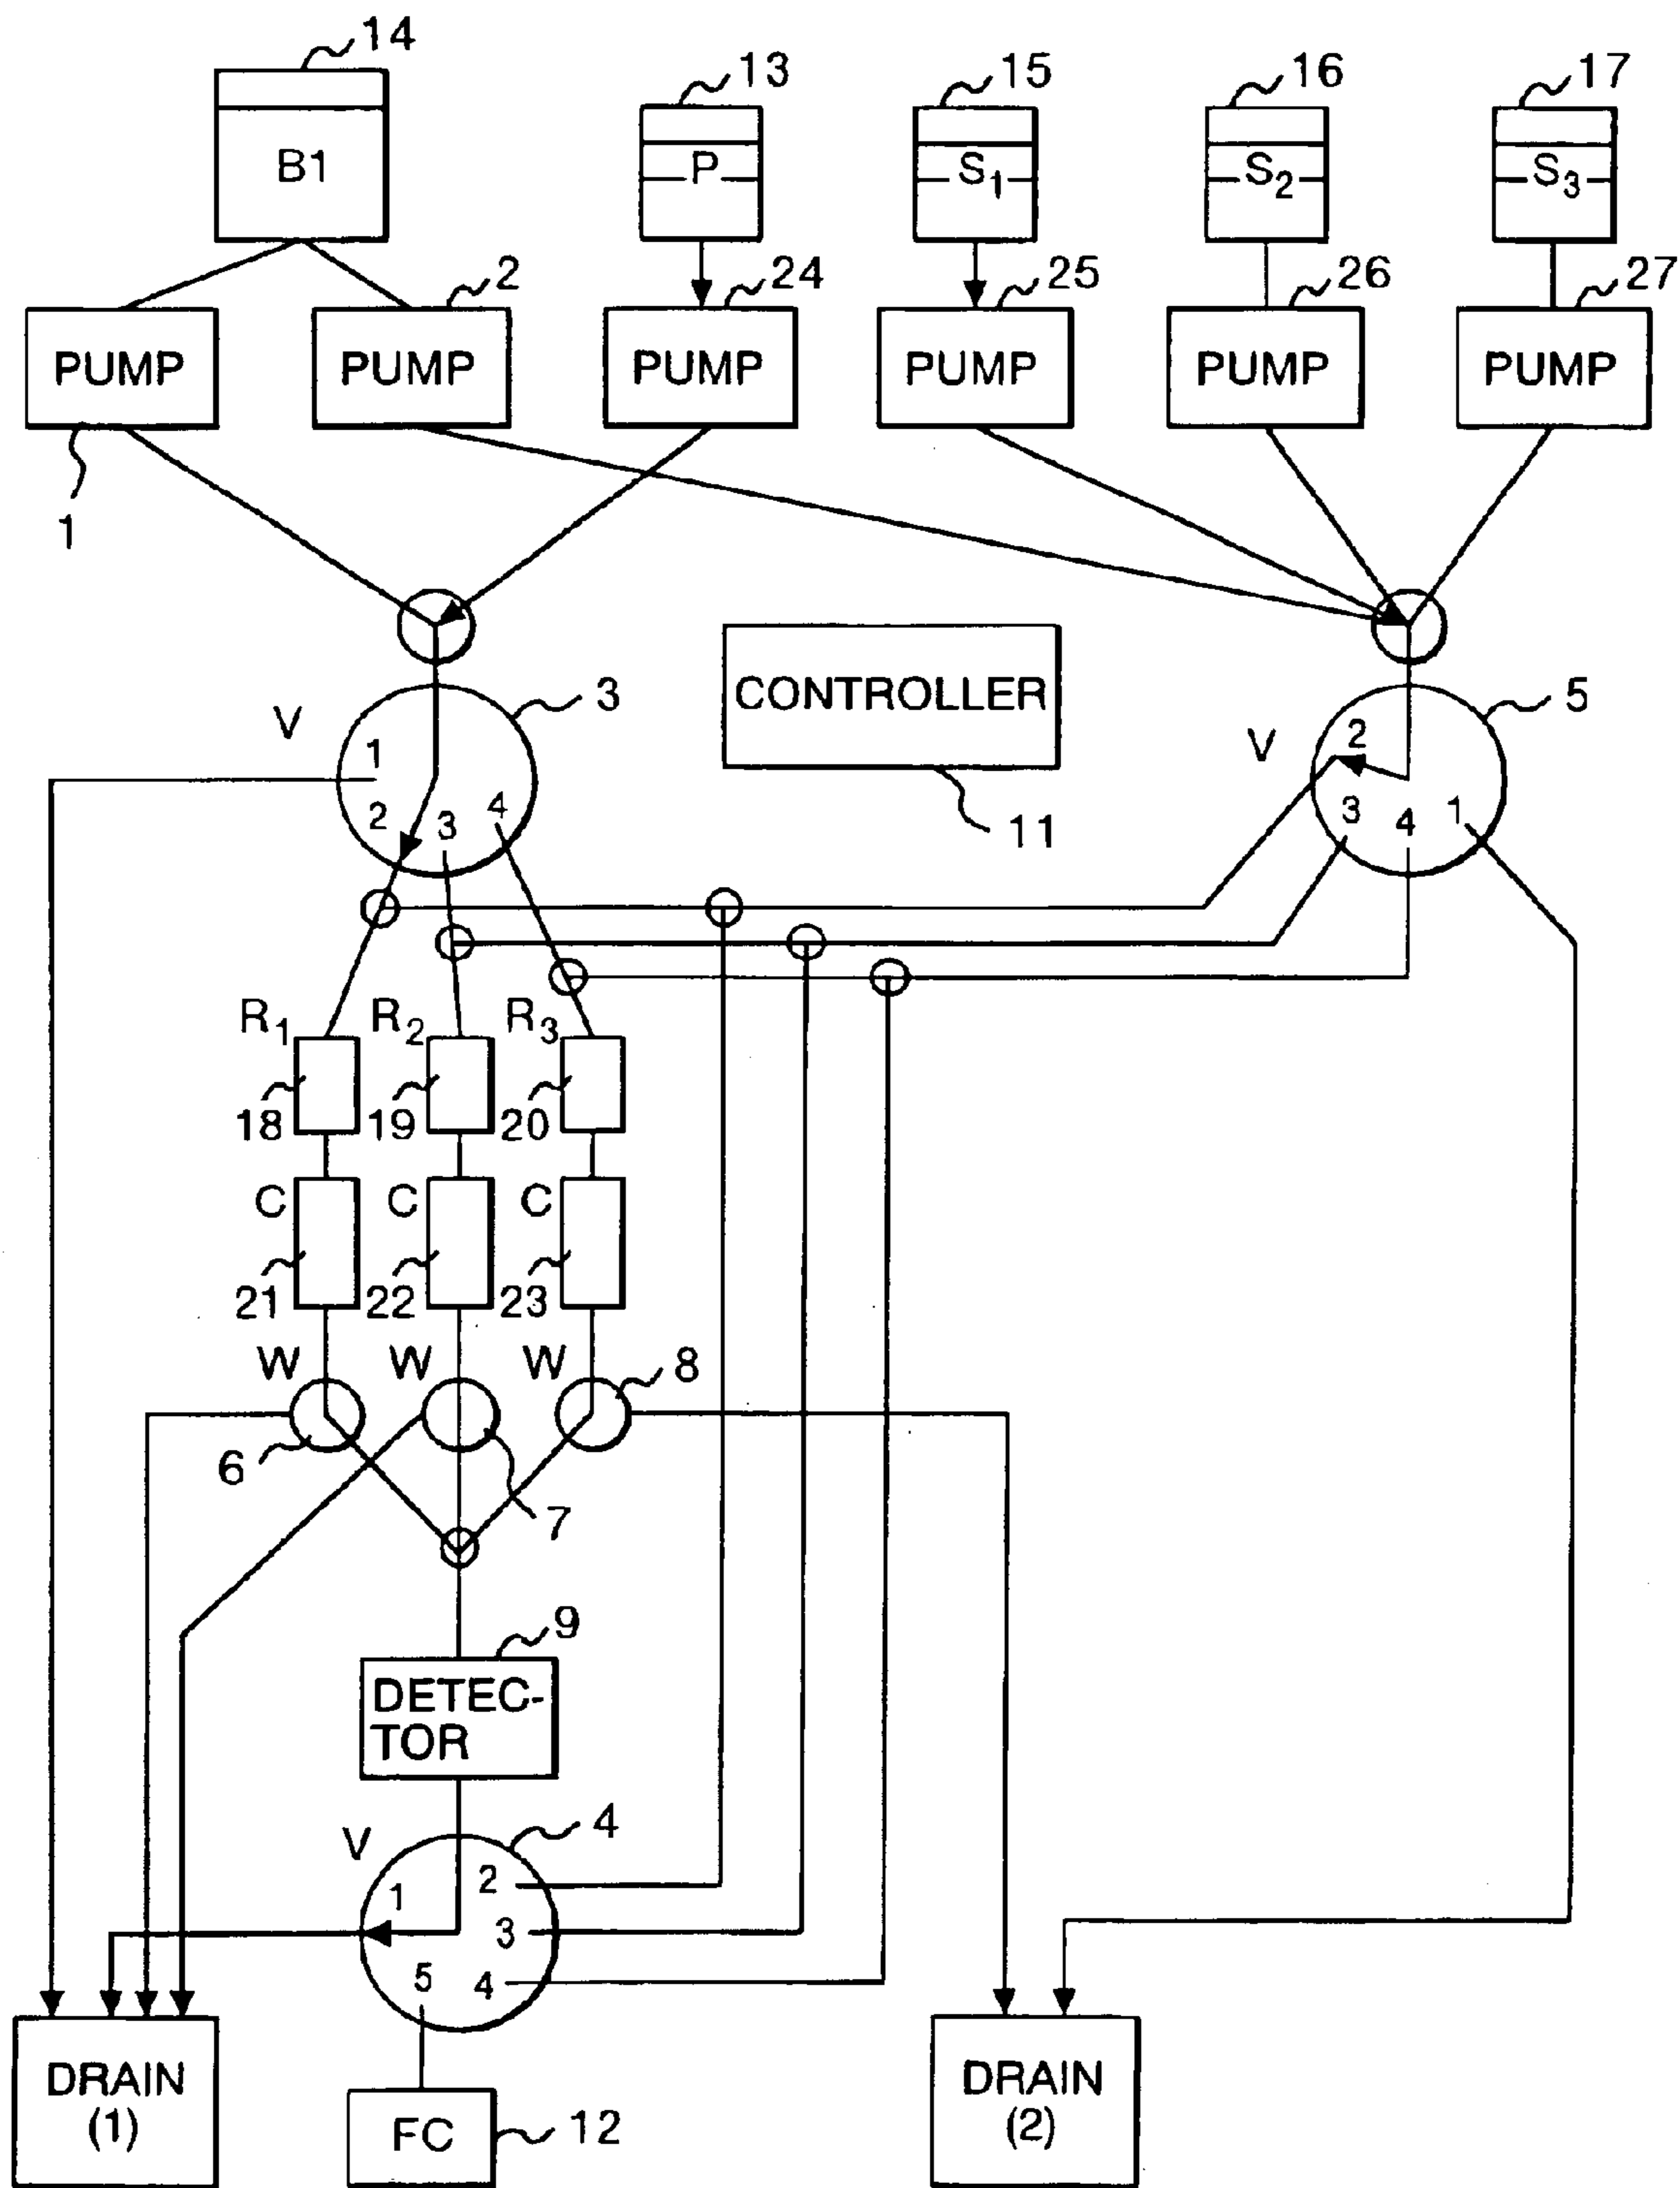 14
13
15
16
17
B1
P
S1
S2
S3
2
24
25
26
27
PUMP
PUMP
PUMP
PUMP
PUMP
PUMP
1
CONTROLLER
11
V
3
1
2
3
4
V
5
2
3
4
1
R1
R2
R3
18
19
20
C
C
C
21
22
23
W
W
W
8
6
7
9
DETEC-
TOR
V
4
1
2
3
5
4
DRAIN
(1)
FC
12
DRAIN
(2)